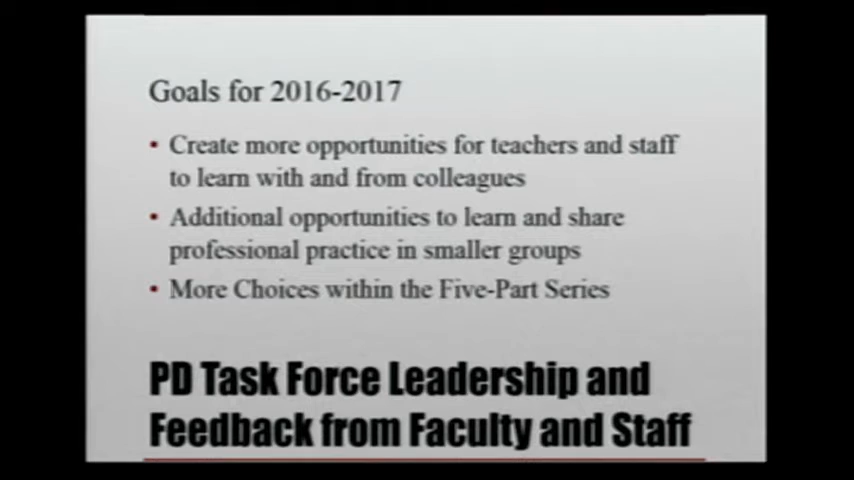 Goals for 2016-2017
• Create more opportunities for teachers and staff
to learn with and from colleagues
• Additional opportunities to learn and share
professional practice in smaller groups
• More Choices within the Five-Part Series
PD Task Force Leadership and
Feedback from Faculty and Staff